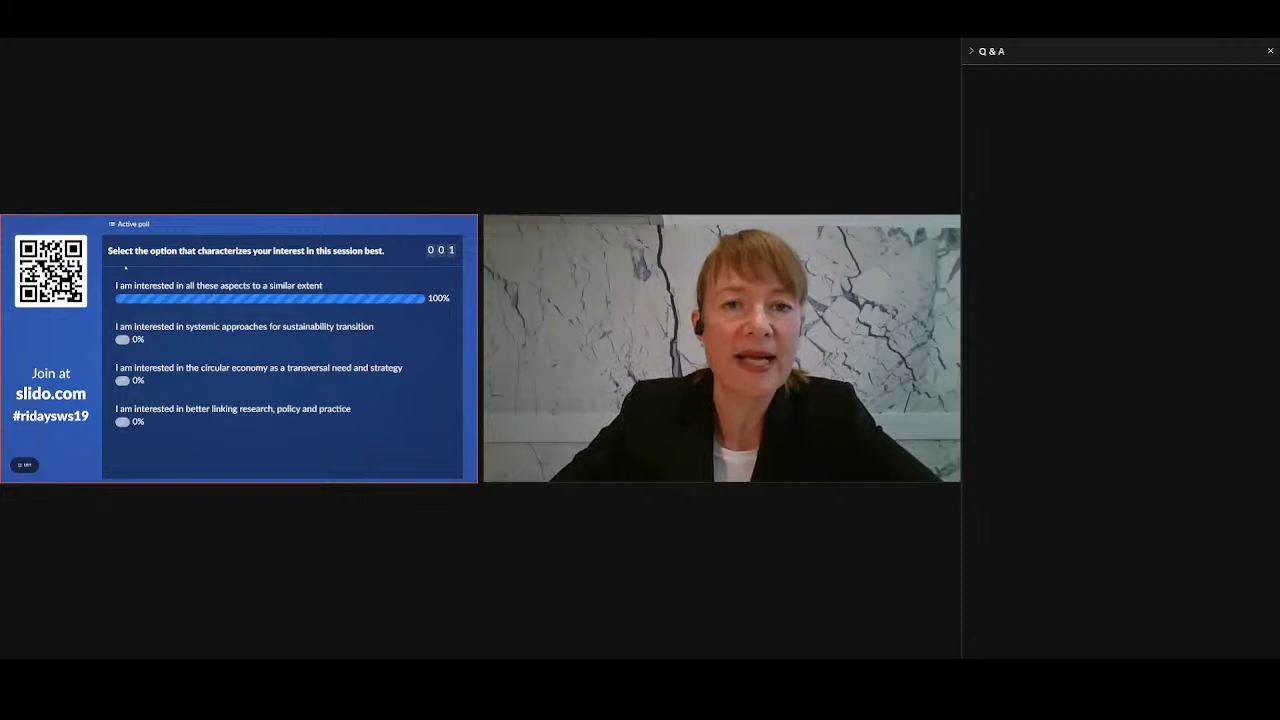 Q & A
Active poll
Select the option that characterizes your interest in this session best.
0 0 1
I am interested in all these aspects to a similar extent
100%
I am interested in systemic approaches for sustainability transition
0%
I am interested in the circular economy as a transversal need and strategy
0%
I am interested in better linking research, policy and practice
0%
Join at
slido.com
#ridaysws19